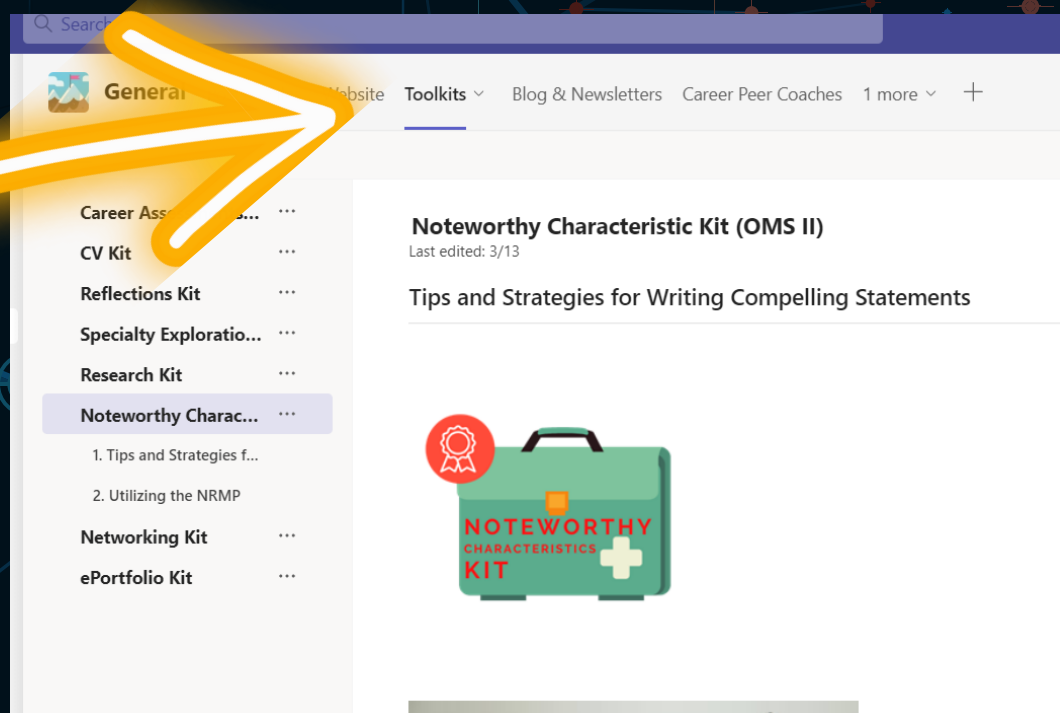 Search
General
Website Toolkits Blog & Newsletters Career Peer Coaches 1 more
Career Ass...
CV Kit
Reflections Kit
Specialty Exploratio...
Research Kit
Noteworthy Charac...
1. Tips and Strategies f...
2. Utilizing the NRMP
Networking Kit
ePortfolio Kit
Noteworthy Characteristic Kit (OMS II)
Last edited: 3/13
Tips and Strategies for Writing Compelling Statements
NOTEWORTHY
CHARACTERISTICS
KIT